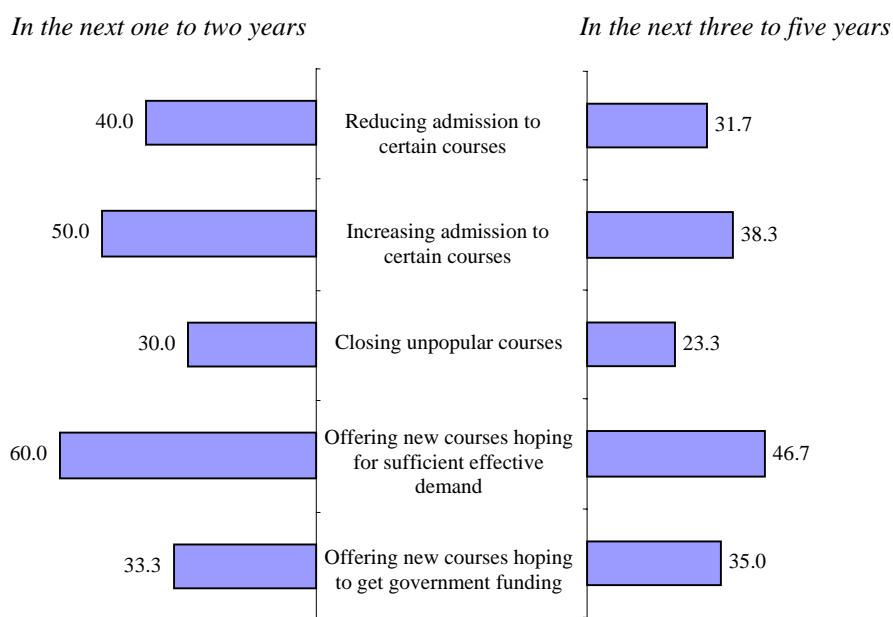 In the next one to two years
In the next three to five years
40.0
Reducing admission to
certain courses
31.7
50.0
Increasing admission to
certain courses
38.3
30.0
Closing unpopular courses
23.3
60.0
Offering new courses hoping
for sufficient effective
demand
46.7
33.3
Offering new courses hoping
to get government funding
35.0